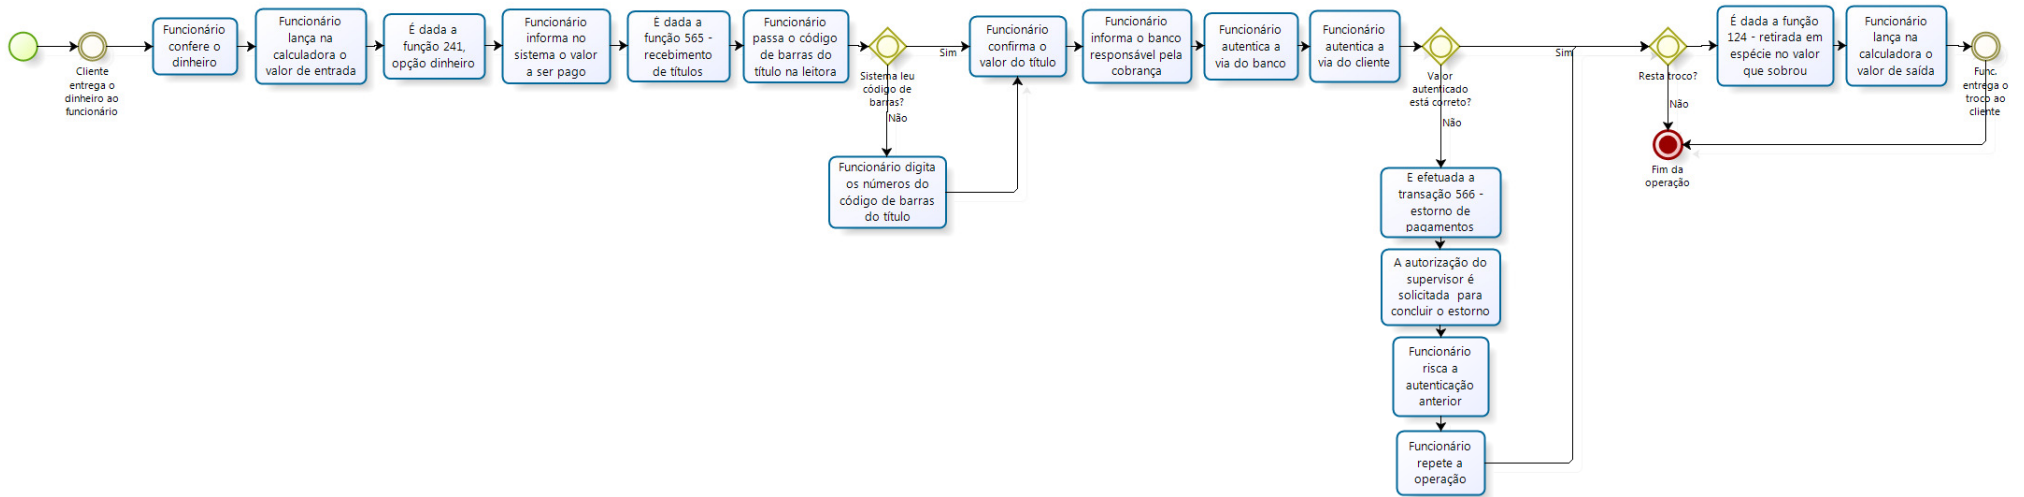 Cliente
entrega o
dinheiro ao
funcionário
Funcionário
confere o
dinheiro
Funcionário
lança na
calculadora o
valor de entrada
É dada a
função 241,
opção dinheiro
Funcionário
informa no
sistema o valor
a ser pago
É dada a
função 565 -
recebimento
de títulos
Funcionário
passa o código
de barras do
título na leitora
Sistema leu
código de
barras?
Sim
Não
Funcionário digita
os números do
código de barras
do título
Funcionário
confirma o
valor do título
Funcionário
informa o banco
responsável pela
cobrança
Funcionário
autentica a
via do banco
Funcionário
autentica a
via do cliente
Valor
autenticado
está correto?
Sim
Não
E efetuada a
transação 566 -
estorno de
pagamentos
A autorização do
supervisor é
solicitada para
concluir o estorno
Funcionário
risca a
autenticação
anterior
Funcionário
repete a
operação
Resta troco?
Não
Fim da
operação
É dada a função
124 - retirada em
espécie no valor
que sobrou
Funcionário
lança na
calculadora o
valor de saída
Func.
entrega o
troco ao
cliente